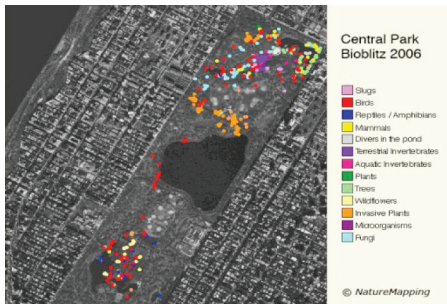 Central Park
Bioblitz 2006
Slugs
Birds
Reptiles / Amphibians
Mammals
Divers in the pond
Terrestrial Invertebrates
Aquatic Invertebrates
Plants
Trees
Wildflowers
Invasive Plants
Microorganisms
Fungi
© NatureMapping